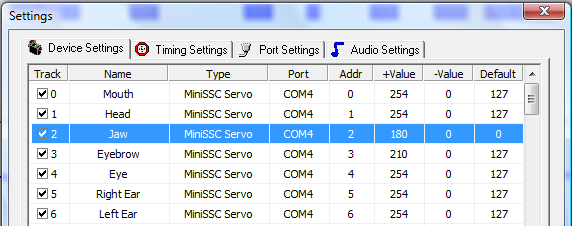 Settings
Device Settings Timing Settings Port Settings Audio Settings
Track Name Type Port Addr +Value -Value Default
0 Mouth MiniSSC Servo COM4 0 254 0 127
1 Head MiniSSC Servo COM4 1 254 0 127
2 Jaw MiniSSC Servo COM4 2 180 0 0
3 Eyebrow MiniSSC Servo COM4 3 210 0 127
4 Eye MiniSSC Servo COM4 4 254 0 127
5 Right Ear MiniSSC Servo COM4 5 254 0 127
6 Left Ear MiniSSC Servo COM4 6 254 0 127